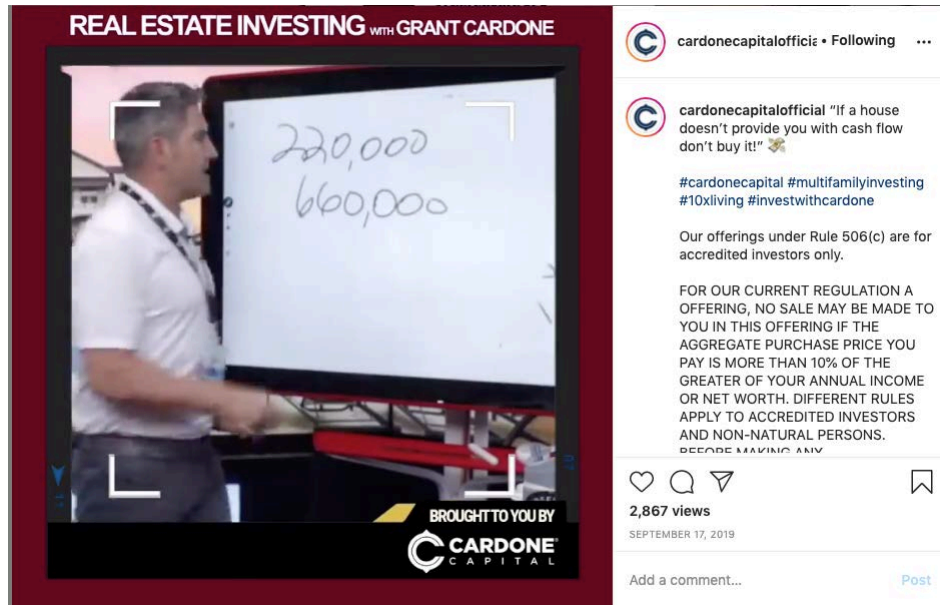 REAL ESTATE INVESTING WITH GRANT CARDONE
220,000
660,000
BROUGHT TO YOU BY
CARDONE
CAPITAL
cardonecapitalofficia • Following
cardonecapitalofficial “If a house
doesn’t provide you with cash flow
don’t buy it!” 💸
#cardonecapital #multifamilyinvesting
#10xliving #investwithcardone
Our offerings under Rule 506(c) are for
accredited investors only.
FOR OUR CURRENT REGULATION A
OFFERING, NO SALE MAY BE MADE TO
YOU IN THIS OFFERING IF THE
AGGREGATE PURCHASE PRICE YOU
PAY IS MORE THAN 10% OF THE
GREATER OF YOUR ANNUAL INCOME
OR NET WORTH. DIFFERENT RULES
APPLY TO ACCREDITED INVESTORS
AND NON-NATURAL PERSONS.
BEFORE MAKING ANY
2,867 views
SEPTEMBER 17, 2019
Add a comment...
Post